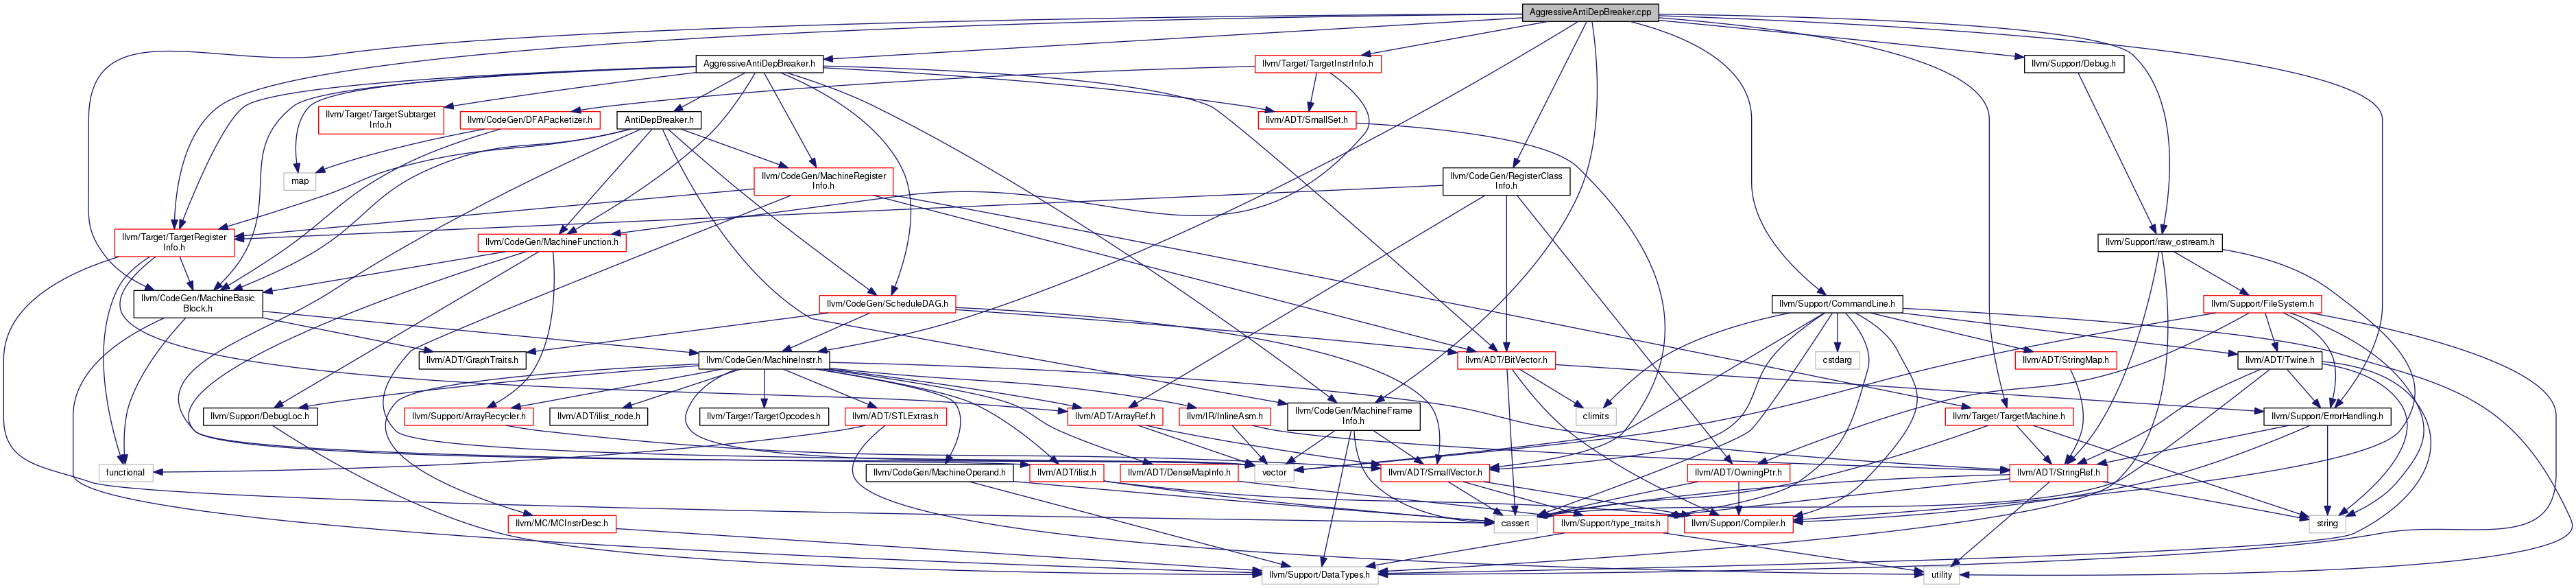 AggressiveAntiDepBreaker.cpp
AggressiveAntiDepBreaker.h
llvm/Target/TargetInstrInfo.h
llvm/Support/Debug.h
llvm/Target/TargetSubtarget
Info.h
llvm/CodeGen/DFAPacketizer.h
AntiDepBreaker.h
llvm/ADT/SmallSet.h
map
llvm/CodeGen/MachineRegister
Info.h
llvm/CodeGen/RegisterClass
Info.h
llvm/Target/TargetRegister
Info.h
llvm/CodeGen/MachineFunction.h
llvm/Support/raw_ostream.h
llvm/CodeGen/MachineBasic
Block.h
llvm/CodeGen/ScheduleDAG.h
llvm/Support/CommandLine.h
llvm/Support/FileSystem.h
llvm/ADT/GraphTraits.h
llvm/CodeGen/MachineInstr.h
llvm/ADT/BitVector.h
cstdarg
llvm/ADT/StringMap.h
llvm/ADT/Twine.h
llvm/Support/DebugLoc.h
llvm/Support/ArrayRecycler.h
llvm/ADT/ilist_node.h
llvm/Target/TargetOpcodes.h
llvm/ADT/STLExtras.h
llvm/ADT/ArrayRef.h
llvm/IR/InlineAsm.h
llvm/CodeGen/MachineFrame
Info.h
climits
llvm/Target/TargetMachine.h
llvm/Support/ErrorHandling.h
functional
llvm/CodeGen/MachineOperand.h
llvm/ADT/ilist.h
llvm/ADT/DenseMapInfo.h
vector
llvm/ADT/SmallVector.h
llvm/ADT/OwningPtr.h
llvm/ADT/StringRef.h
llvm/MC/MCInstrDesc.h
cassert
llvm/Support/type_traits.h
llvm/Support/Compiler.h
string
llvm/Support/DataTypes.h
utility